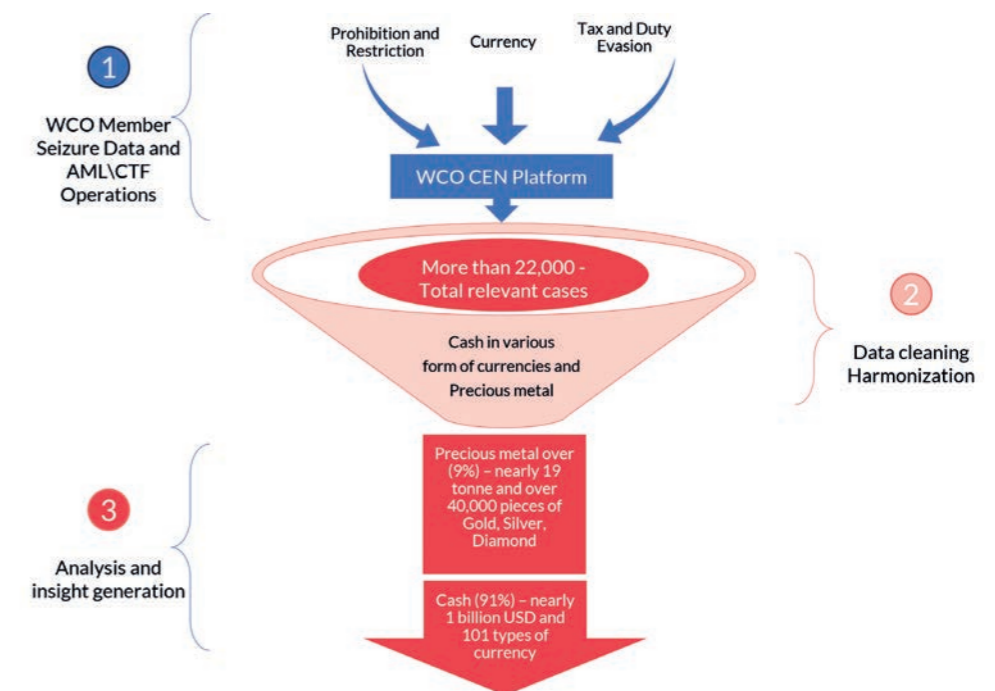 Prohibition and
Restriction
Currency
Tax and Duty
Evasion
1
WCO Member
Seizure Data and
AML\CTF
Operations
WCO CEN Platform
More than 22,000 -
Total relevant cases
Cash in various
form of currencies and
Precious metal
2
Data cleaning
Harmonization
3
Analysis and
insight generation
Precious metal over
(9%) – nearly 19
tonne and over
40,000 pieces of
Gold, Silver,
Diamond
Cash (91%) – nearly
1 billion USD and
101 types of
currency